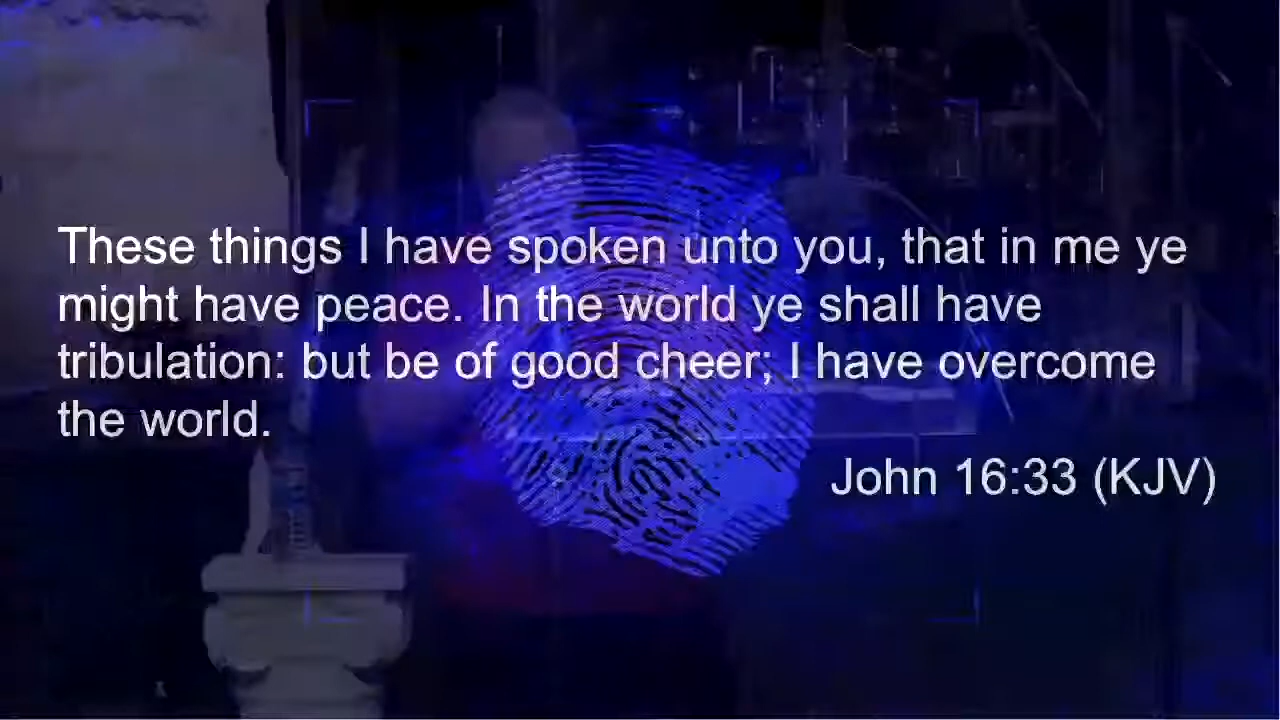 These things I have spoken unto you, that in me ye
might have peace. In the world ye shall have
tribulation: but be of good cheer; I have overcome
the world.
John 16:33 (KJV)